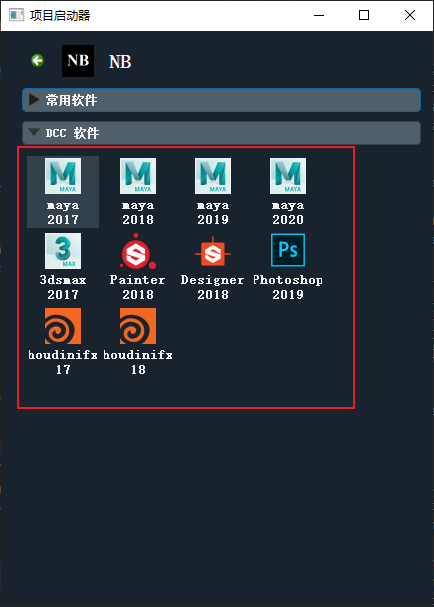 项目启动器
NB NB
常用软件
DCC 软件
MAYA MAYA MAYA MAYA
maya maya maya maya
2017 2018 2019 2020
3 MAX Ps
3dsmax Painter Designer Photoshop
2017 2018 2018 2019
houdinifx houdinifx
17 18